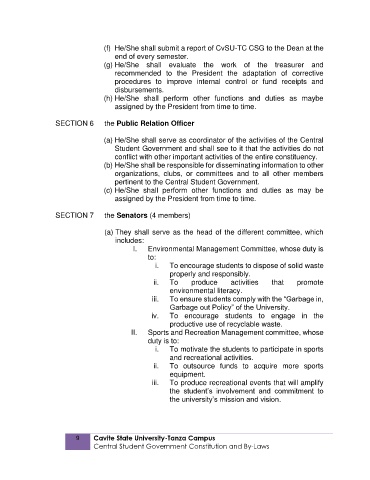 (f) He/She shall submit a report of CvSU-TC CSG to the Dean at the
end of every semester.
(g) He/She shall evaluate the work of the treasurer and
recommended to the President the adaptation of corrective
procedures to improve internal control or fund receipts and
disbursements.
(h) He/She shall perform other functions and duties as maybe
assigned by the President from time to time.
SECTION 6 the Public Relation Officer
(a) He/She shall serve as coordinator of the activities of the Central
Student Government and shall see to it that the activities do not
conflict with other important activities of the entire constituency.
(b) He/She shall be responsible for disseminating information to other
organizations, clubs, or committees and to all other members
pertinent to the Central Student Government.
(c) He/She shall perform other functions and duties as may be
assigned by the President from time to time.
SECTION 7 the Senators (4 members)
(a) They shall serve as the head of the different committee, which
includes:
I. Environmental Management Committee, whose duty is
to:
i. To encourage students to dispose of solid waste
properly and responsibly.
ii. To produce activities that promote
environmental literacy.
iii. To ensure students comply with the "Garbage in,
Garbage out Policy" of the University.
iv. To encourage students to engage in the
productive use of recyclable waste.
II. Sports and Recreation Management committee, whose
duty is to:
i. To motivate the students to participate in sports
and recreational activities.
ii. To outsource funds to acquire more sports
equipment.
iii. To produce recreational events that will amplify
the student's involvement and commitment to
the university's mission and vision.
9 Cavite State University-Tanza Campus
Central Student Government Constitution and By-Laws